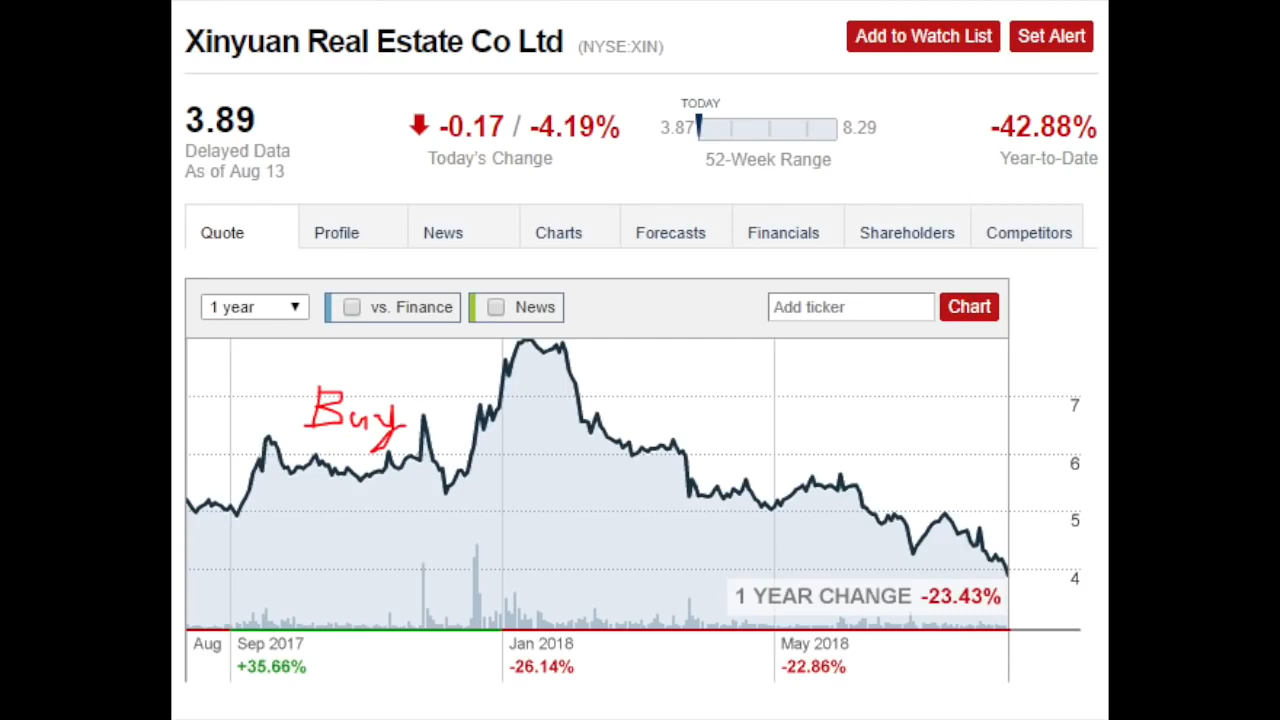 Xinyuan Real Estate Co Ltd (NYSE:XIN) Add to Watch List Set Alert
TODAY
3.89 -0.17 / -4.19% 3.87 8.29 -42.88%
Delayed Data Today's Change 52-Week Range Year-to-Date
As of Aug 13
Quote Profile News Charts Forecasts Financials Shareholders Competitors
1 year ▼ vs. Finance News Add ticker Chart
Buy
7
6
5
4
1 YEAR CHANGE -23.43%
Aug Sep 2017 Jan 2018 May 2018
+35.66% -26.14% -22.86%